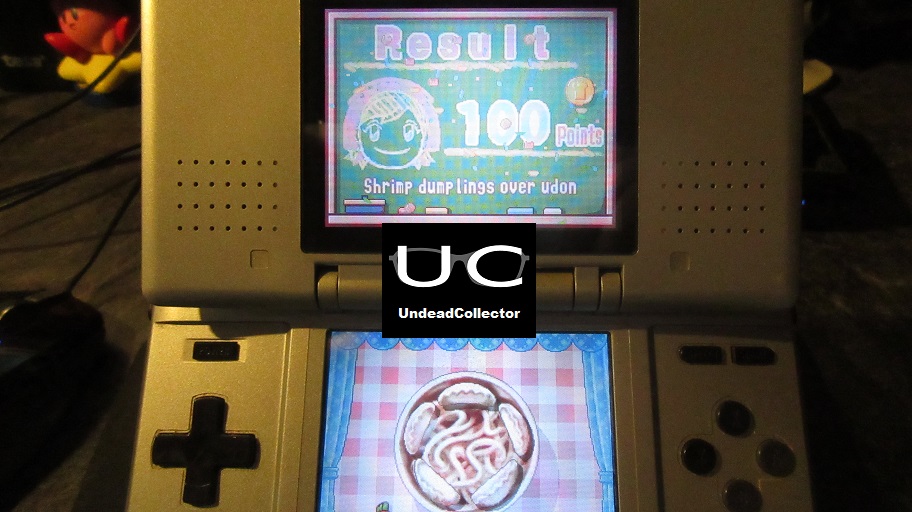 Result
100 Points
Shrimp dumplings over udon
UC
UndeadCollector